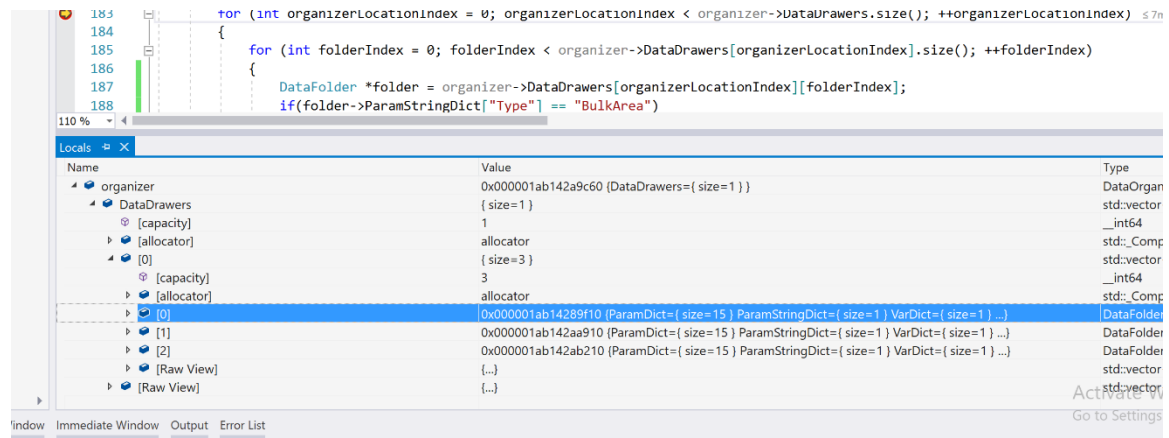 183 for (int organizerLocationIndex = 0; organizerLocationIndex < organizer->DataDrawers.size(); ++organizerLocationIndex)
184 {
185 for (int folderIndex = 0; folderIndex < organizer->DataDrawers[organizerLocationIndex].size(); ++folderIndex)
186 {
187 DataFolder *folder = organizer->DataDrawers[organizerLocationIndex][folderIndex];
188 if(folder->ParamStringDict["Type"] == "BulkArea")
110 %
Locals
Name Value Type
organizer 0x000001ab142a9c60 {DataDrawers={ size=1 } } DataOrgan
DataDrawers { size=1 } std::vector
[capacity] 1 __int64
[allocator] allocator std::_Comp
[0] { size=3 } std::vector
[capacity] 3 __int64
[allocator] allocator std::_Comp
[0] 0x000001ab14289f10 {ParamDict={ size=15 } ParamStringDict={ size=1 } VarDict={ size=1 } ...} DataFolder
[1] 0x000001ab142aa910 {ParamDict={ size=15 } ParamStringDict={ size=1 } VarDict={ size=1 } ...} DataFolder
[2] 0x000001ab142ab210 {ParamDict={ size=15 } ParamStringDict={ size=1 } VarDict={ size=1 } ...} DataFolder
[Raw View] {...} std::vector
[Raw View] {...} std::vector
Activate W
Go to Settings
indow Immediate Window Output Error List